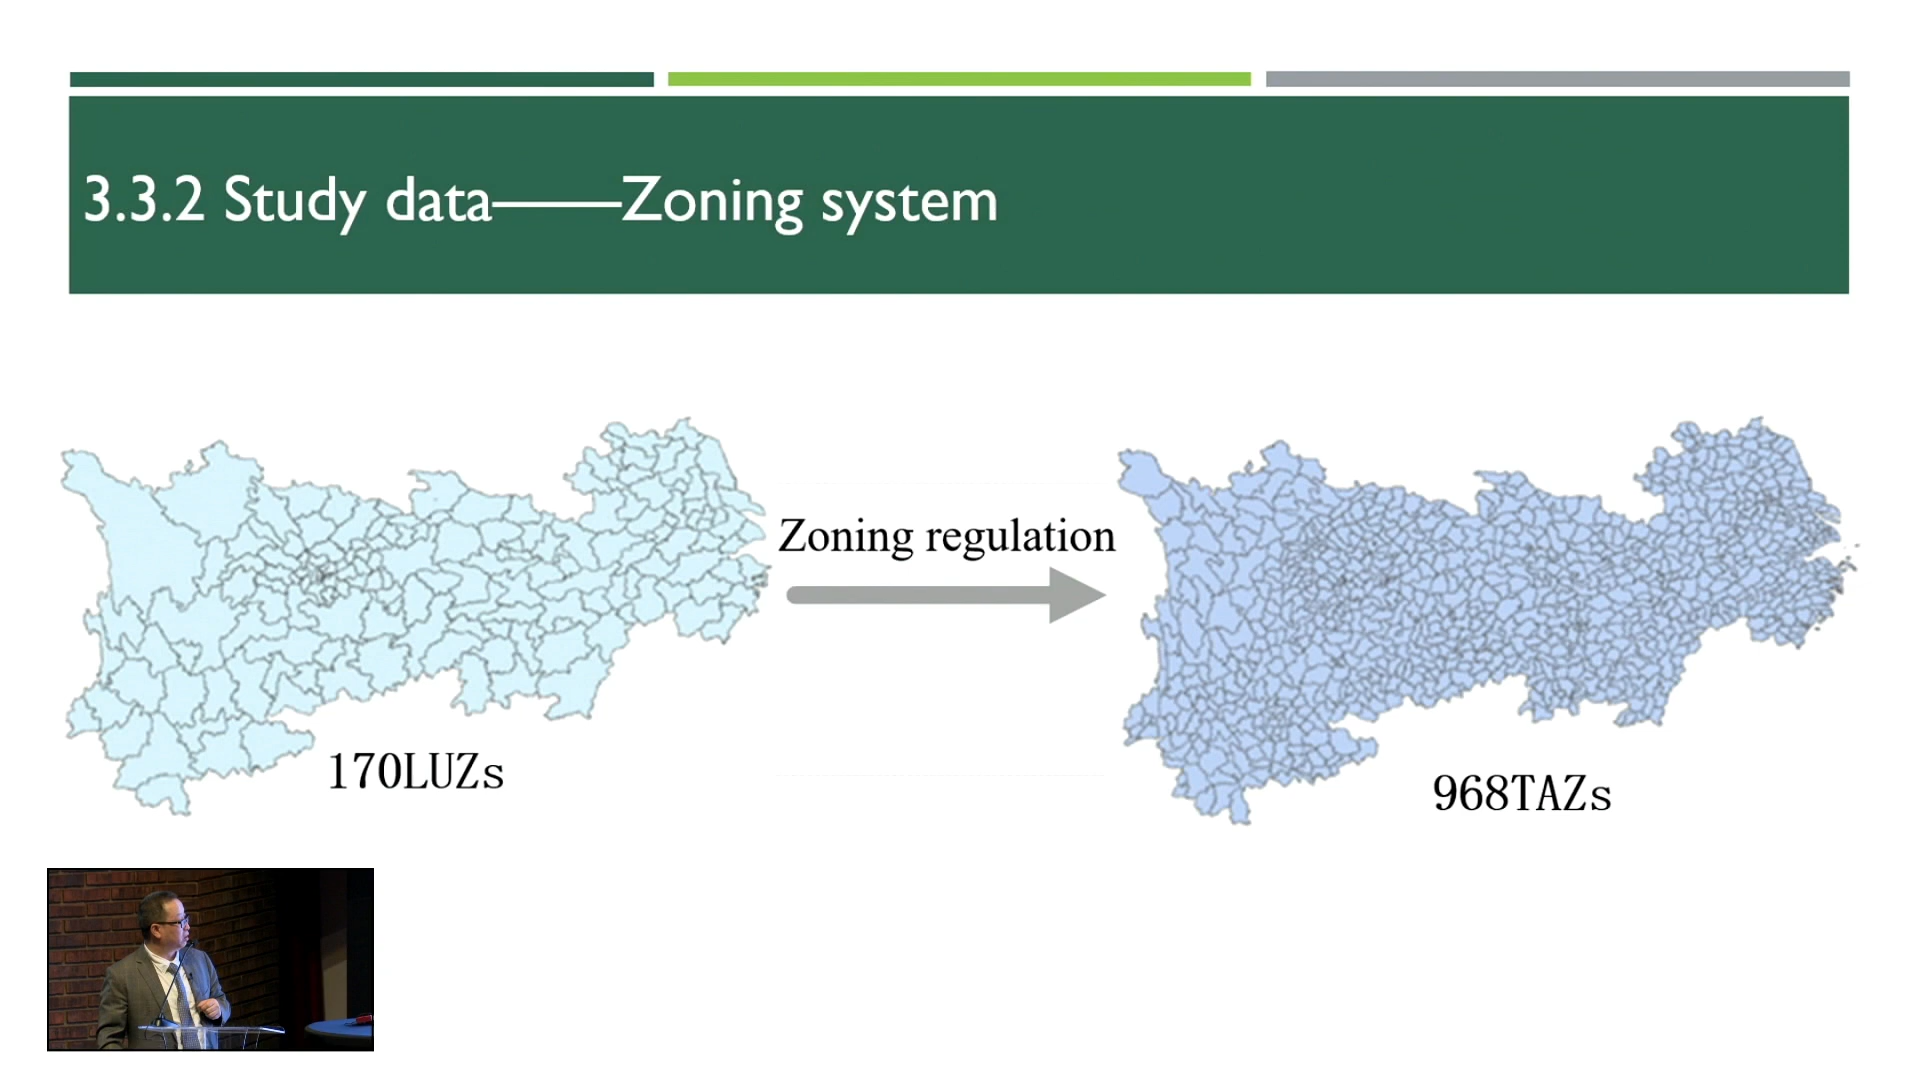 3.3.2 Study data——Zoning system
Zoning regulation
170LUZs
968TAZs